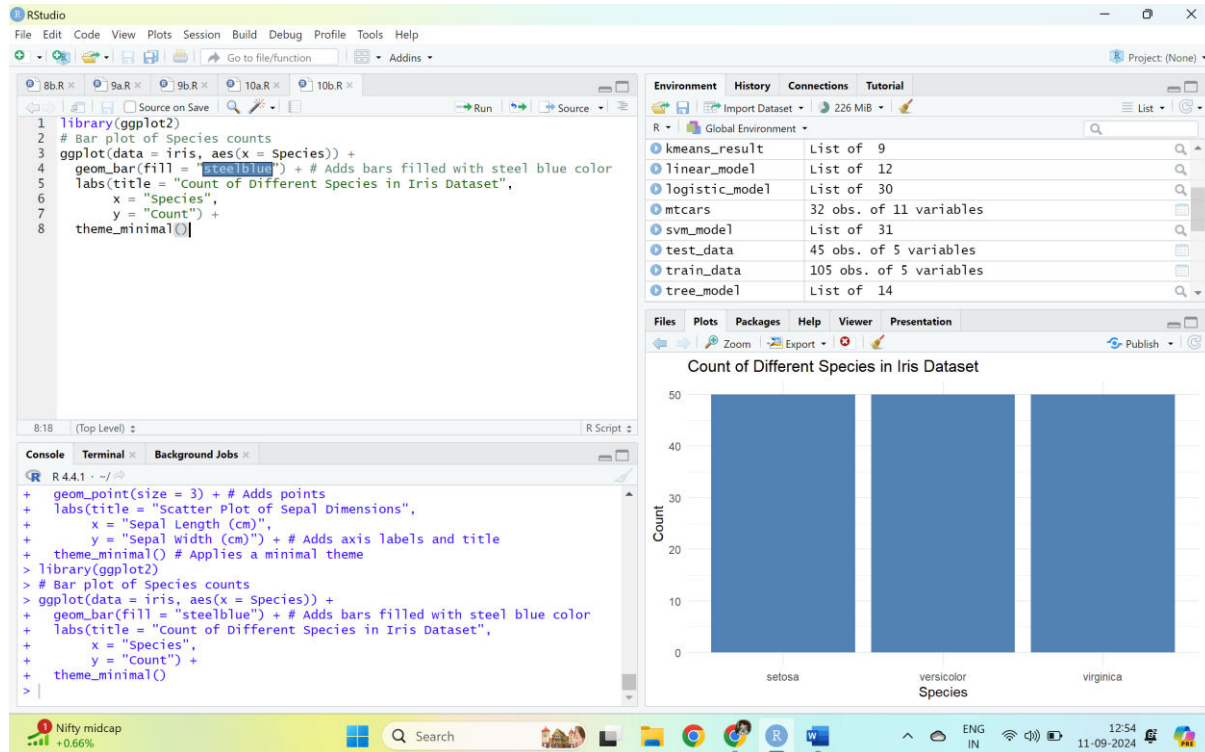 RStudio
File Edit Code View Plots Session Build Debug Profile Tools Help
Go to file/function Addins Project: (None)
8b.R 9a.R 9b.R 10a.R 10b.R
Source on Save Run Source
1 library(ggplot2)
2 # Bar plot of Species counts
3 ggplot(data = iris, aes(x = Species)) +
4   geom_bar(fill = "steelblue") + # Adds bars filled with steel blue color
5   labs(title = "Count of Different Species in Iris Dataset",
6        x = "Species",
7        y = "Count") +
8   theme_minimal()
8:18 (Top Level) R Script
Console Terminal Background Jobs
R 4.4.1 · ~/
+   geom_point(size = 3) + # Adds points
+   labs(title = "Scatter Plot of Sepal Dimensions",
+        x = "Sepal Length (cm)",
+        y = "Sepal Width (cm)") + # Adds axis labels and title
+   theme_minimal() # Applies a minimal theme
> library(ggplot2)
> # Bar plot of Species counts
> ggplot(data = iris, aes(x = Species)) +
+   geom_bar(fill = "steelblue") + # Adds bars filled with steel blue color
+   labs(title = "Count of Different Species in Iris Dataset",
+        x = "Species",
+        y = "Count") +
+   theme_minimal()
>
Environment History Connections Tutorial
Import Dataset 226 MiB List
R Global Environment
kmeans_result List of 9
linear_model List of 12
logistic_model List of 30
mtcars 32 obs. of 11 variables
svm_model List of 31
test_data 45 obs. of 5 variables
train_data 105 obs. of 5 variables
tree_model List of 14
Files Plots Packages Help Viewer Presentation
Zoom Export Publish
Count of Different Species in Iris Dataset
50
40
30
20
10
0
Count
setosa versicolor virginica
Species
1 Nifty midcap
+0.66%
Search
ENG
IN
12:54
11-09-2024
PRE